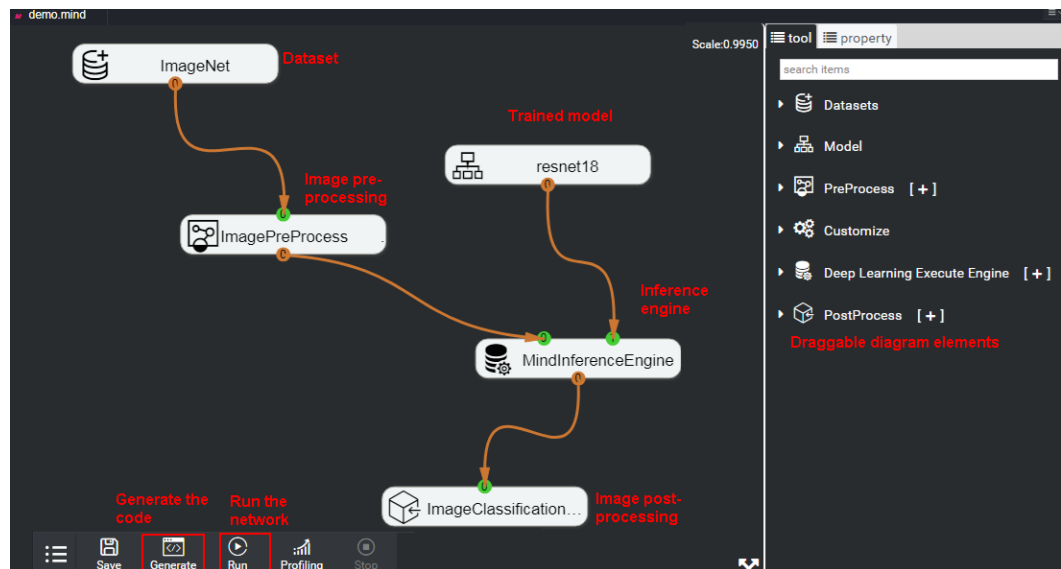 demo.mind
Scale:0.9950
tool
property
search items
Datasets
Model
PreProcess [+]
Customize
Deep Learning Execute Engine [+]
PostProcess [+]
Draggable diagram elements
ImageNet
Dataset
Trained model
resnet18
Image pre-
processing
ImagePreProcess
Inference
engine
MindInferenceEngine
ImageClassification...
Image post-
processing
Generate the
code
Run the
network
Save
Generate
Run
Profiling
Stop